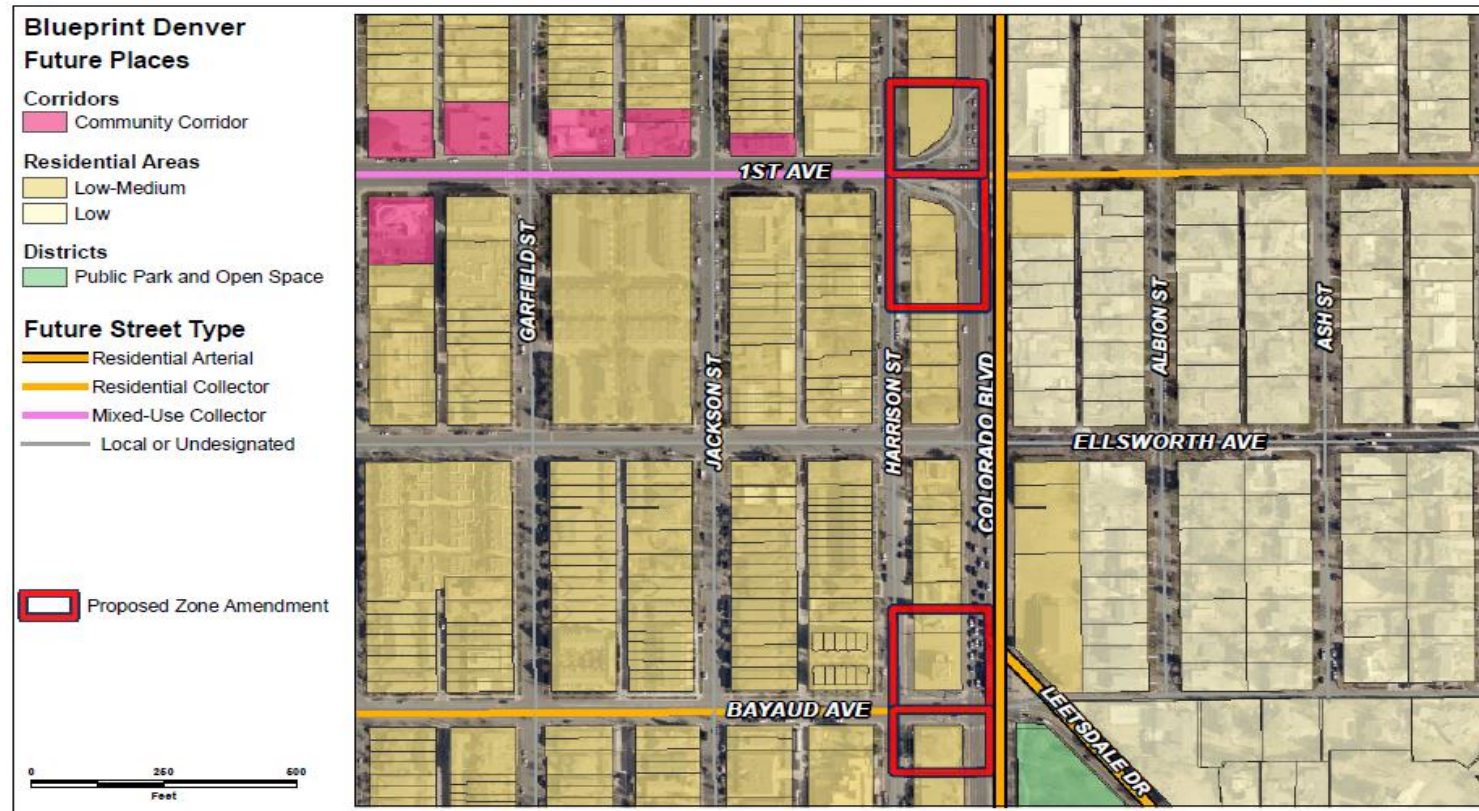 Blueprint Denver
Future Places
Corridors
Community Corridor
Residential Areas
Low-Medium
Low
Districts
Public Park and Open Space
Future Street Type
Residential Arterial
Residential Collector
Mixed-Use Collector
Local or Undesignated
Proposed Zone Amendment
0 250 500
Feet
1ST AVE
GARFIELD ST
JACKSON ST
HARRISON ST
COLORADO BLVD
ALBION ST
ASH ST
ELLSWORTH AVE
BAYAUD AVE
LEETSDALE DR